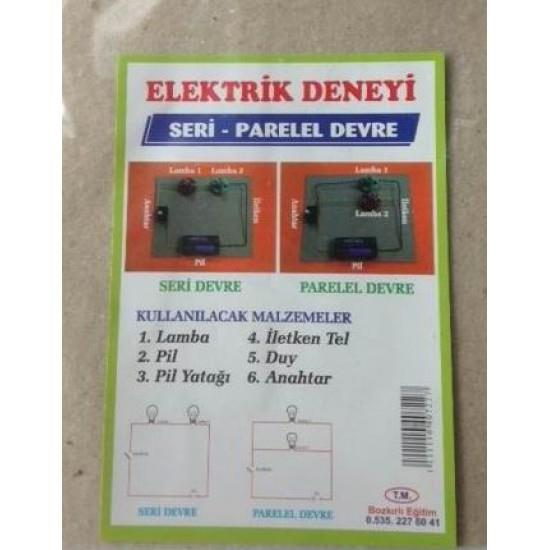 ELEKTRİK DENEYİ
SERİ - PARELEL DEVRE
Lamba 1 Lamba 2
Anahtar
İletken
Pil
Lamba 1
Lamba 2
Anahtar
İletken
Pil
SERİ DEVRE
PARELEL DEVRE
KULLANILACAK MALZEMELER
1. Lamba
2. Pil
3. Pil Yatağı
4. İletken Tel
5. Duy
6. Anahtar
SERİ DEVRE
PARELEL DEVRE
T.M.
Bozkırlı Eğitim
0.535. 227 60 41